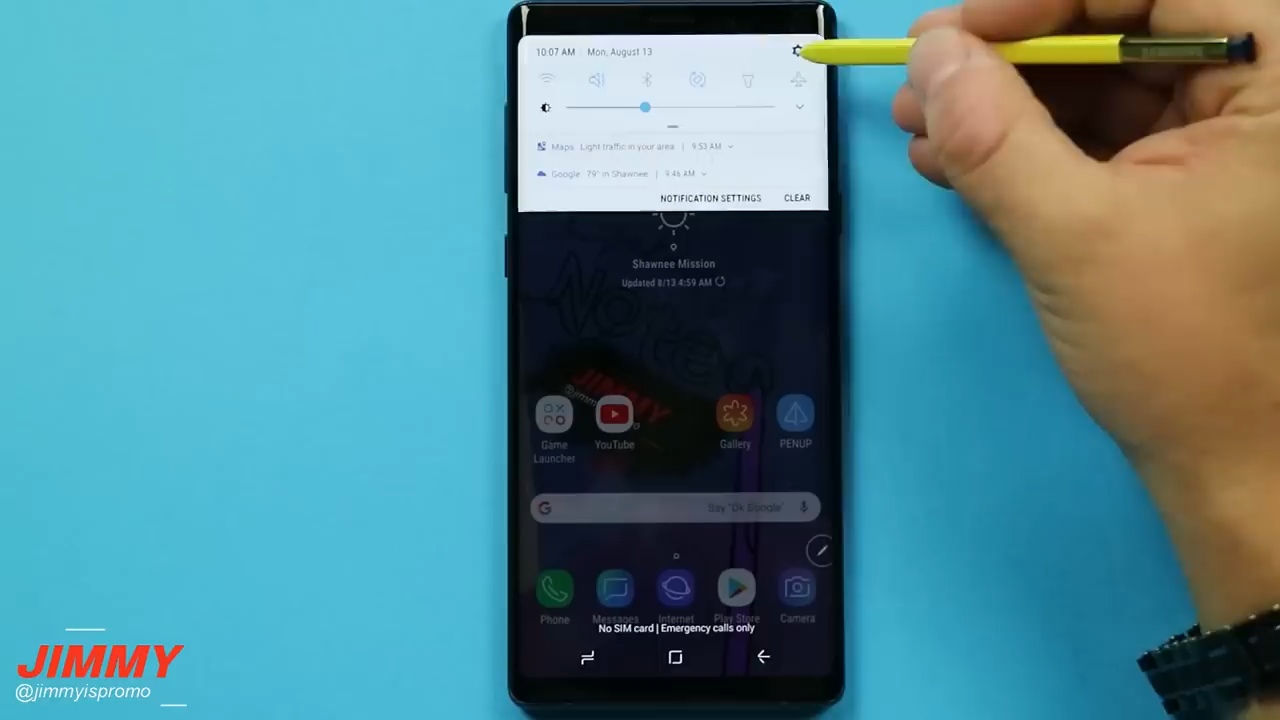 10:07 AM | Mon, August 13
Maps Light traffic in your area | 9:53 AM
Google 79° in Shawnee | 9:46 AM
NOTIFICATION SETTINGS CLEAR
Shawnee Mission
Updated 8/13 4:59 AM
JIMMY
Game Launcher
YouTube
Gallery
PENUP
G Say "Ok Google"
Phone
Messages
Internet
Play Store
Camera
No SIM card | Emergency calls only
SAMSUNG
JIMMY
@jimmyispromo